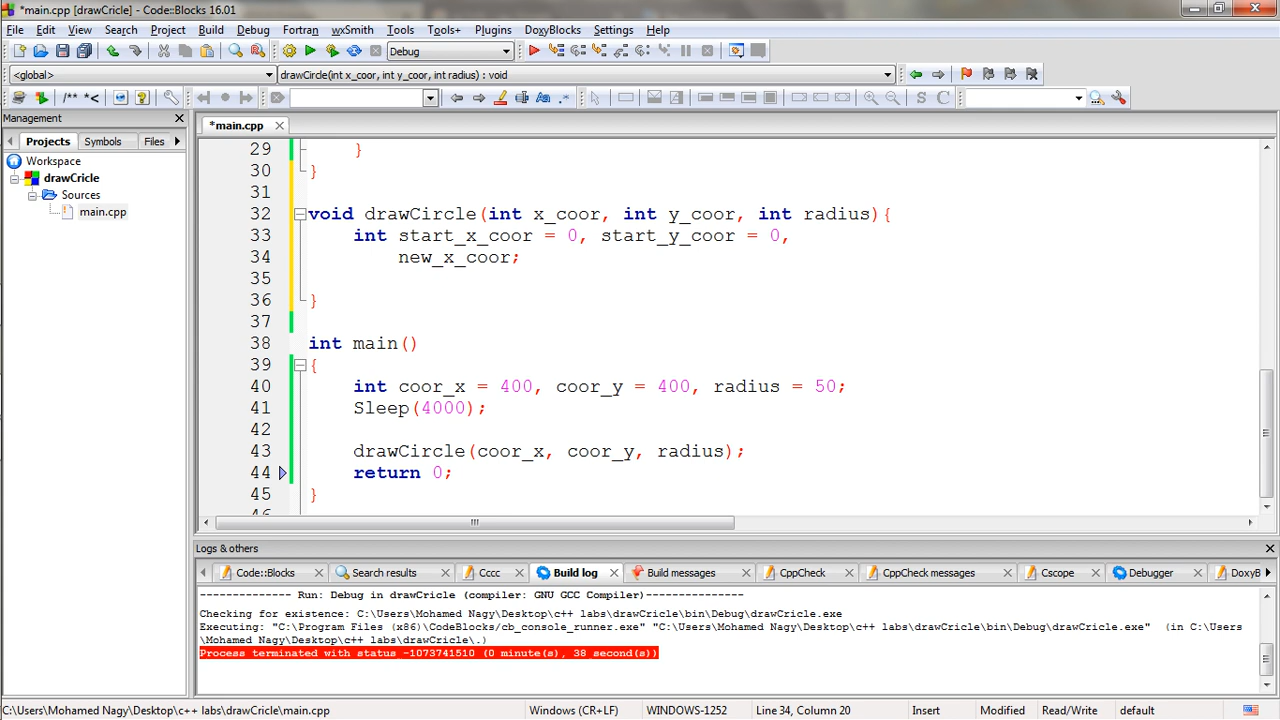 *main.cpp [drawCricle] - Code::Blocks 16.01
File Edit View Search Project Build Debug Fortran wxSmith Tools Tools+ Plugins DoxyBlocks Settings Help
Debug
<global> drawCircle(int x_coor, int y_coor, int radius) : void
/** *<
S C
Management
*main.cpp
Projects Symbols Files
Workspace
drawCricle
Sources
main.cpp
29 }
30 }
31
32 void drawCircle(int x_coor, int y_coor, int radius){
33 int start_x_coor = 0, start_y_coor = 0,
34 new_x_coor;
35
36 }
37
38 int main()
39 {
40 int coor_x = 400, coor_y = 400, radius = 50;
41 Sleep(4000);
42
43 drawCircle(coor_x, coor_y, radius);
44 return 0;
45 }
Logs & others
Code::Blocks Search results Cccc Build log Build messages CppCheck CppCheck messages Cscope Debugger DoxyB
-------------- Run: Debug in drawCricle (compiler: GNU GCC Compiler)---------------
Checking for existence: C:\Users\Mohamed Nagy\Desktop\c++ labs\drawCricle\bin\Debug\drawCricle.exe
Executing: "C:\Program Files (x86)\CodeBlocks/cb_console_runner.exe" "C:\Users\Mohamed Nagy\Desktop\c++ labs\drawCricle\bin\Debug\drawCricle.exe"  (in C:\Users
\Mohamed Nagy\Desktop\c++ labs\drawCricle\.)
Process terminated with status -1073741510 (0 minute(s), 38 second(s))
C:\Users\Mohamed Nagy\Desktop\c++ labs\drawCricle\main.cpp Windows (CR+LF) WINDOWS-1252 Line 34, Column 20 Insert Modified Read/Write default